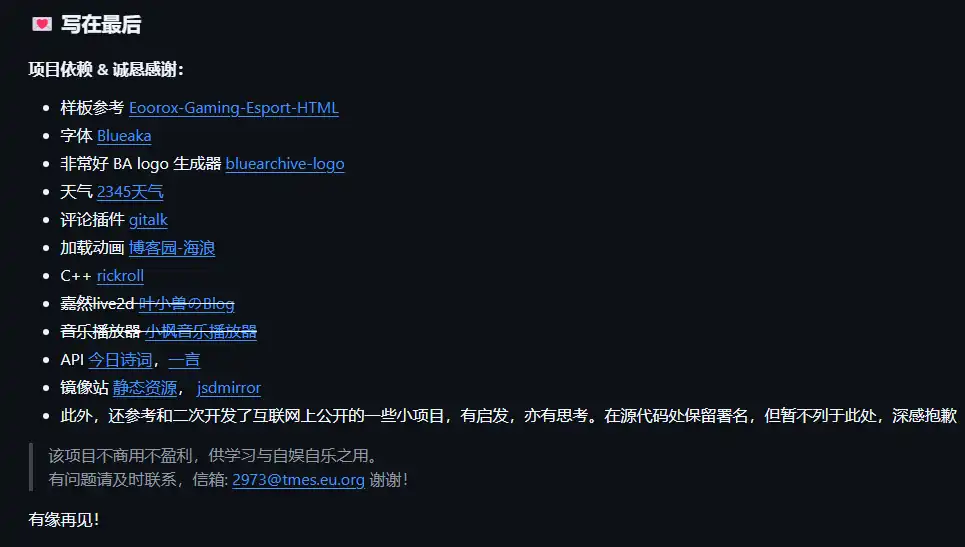 💌 写在最后
项目依赖 & 诚恳感谢:
样板参考 Eoorox-Gaming-Esport-HTML
字体 Blueaka
非常好 BA logo 生成器 bluearchive-logo
天气 2345天气
评论插件 gitalk
加载动画 博客园-海浪
C++ rickroll
嘉然live2d 叶小兽のBlog
音乐播放器 小枫音乐播放器
API 今日诗词，一言
镜像站 静态资源， jsdmirror
此外，还参考和二次开发了互联网上公开的一些小项目，有启发，亦有思考。在源代码处保留署名，但暂不列于此处，深感抱歉
该项目不商用不盈利，供学习与自娱自乐之用。
有问题请及时联系，信箱: 2973@tmes.eu.org 谢谢！
有缘再见！